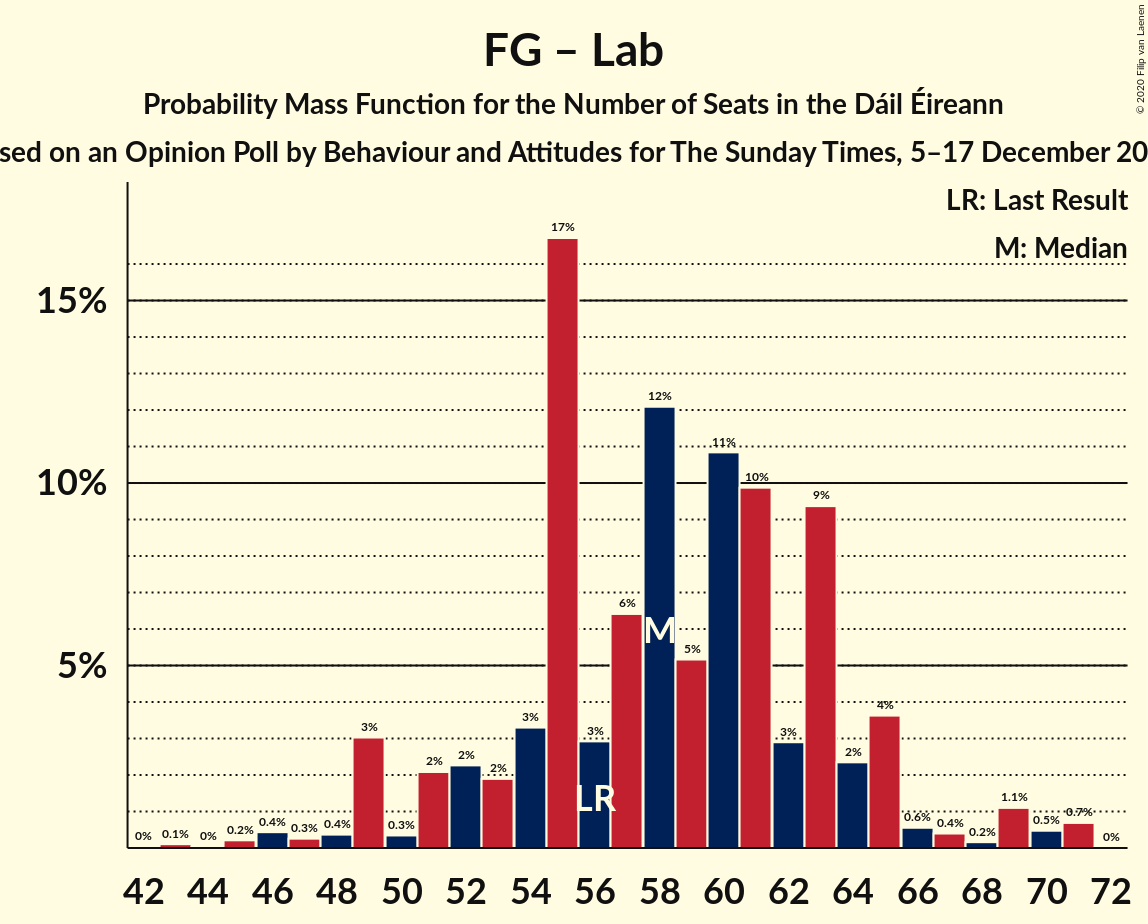 FG – Lab
Probability Mass Function for the Number of Seats in the Dáil Éireann
sed on an Opinion Poll by Behaviour and Attitudes for The Sunday Times, 5–17 December 20
© 2020 Filip van Laenen
LR: Last Result
M: Median
15%
10%
5%
0% 0.1% 0% 0.2% 0.4% 0.3% 0.4% 3% 0.3% 2% 2% 2% 3% 17% 3% 6% 12% 5% 11% 10% 3% 9% 2% 4% 0.6% 0.4% 0.2% 1.1% 0.5% 0.7% 0%
M
LR
42 44 46 48 50 52 54 56 58 60 62 64 66 68 70 72